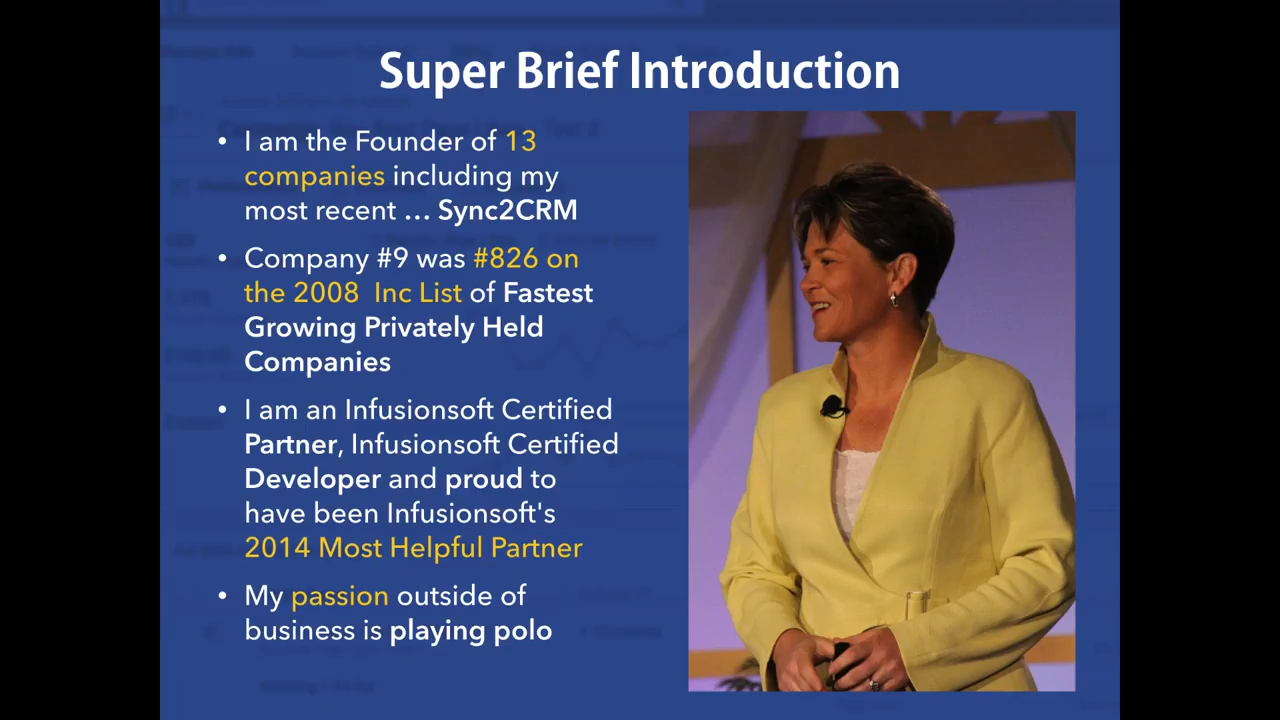 Super Brief Introduction
• I am the Founder of 13
companies including my
most recent … Sync2CRM
• Company #9 was #826 on
the 2008  Inc List of Fastest
Growing Privately Held
Companies
• I am an Infusionsoft Certified
Partner, Infusionsoft Certified
Developer and proud to
have been Infusionsoft's
2014 Most Helpful Partner
• My passion outside of
business is playing polo